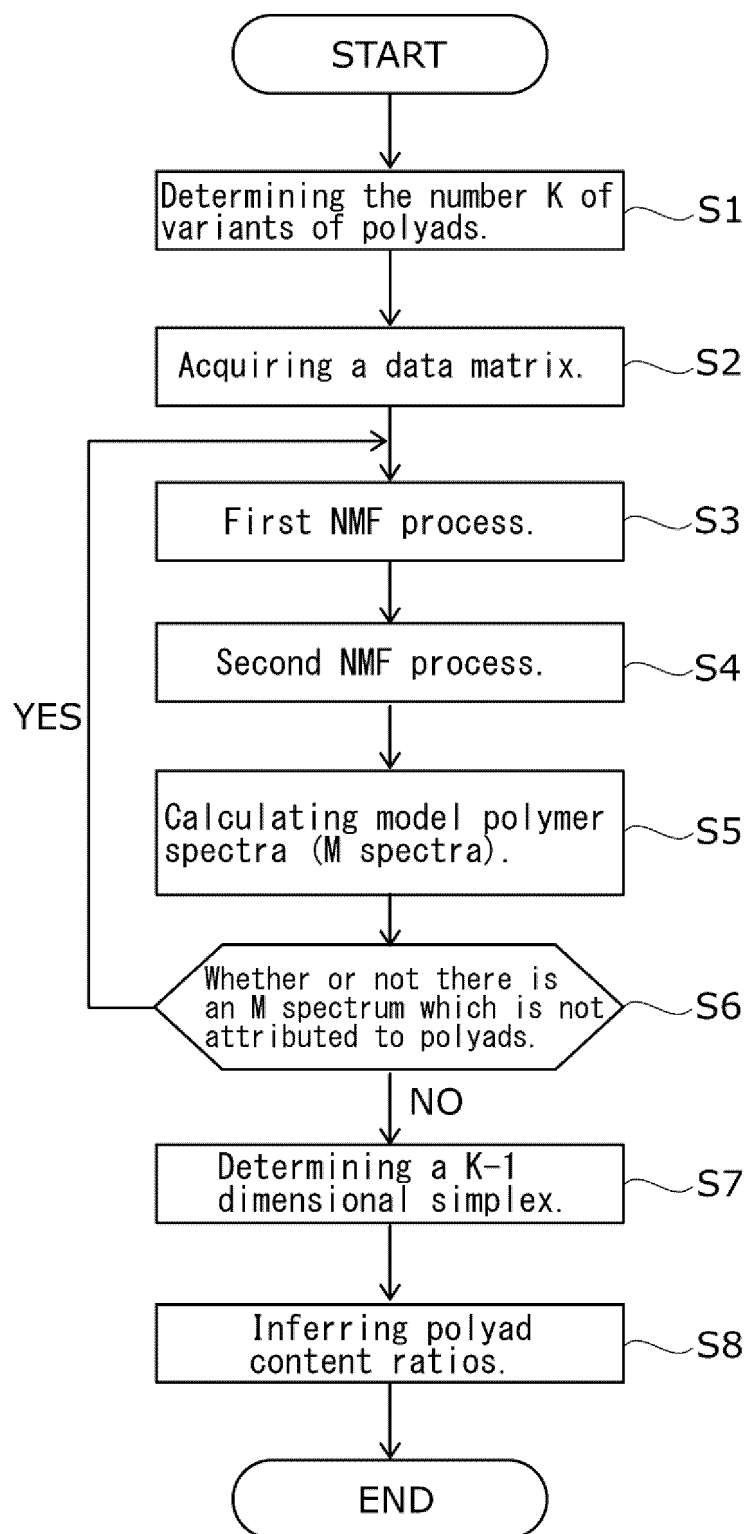 START
Determining the number K of
variants of polyads.
S1
Acquiring a data matrix.
S2
First NMF process.
S3
Second NMF process.
S4
YES
Calculating model polymer
spectra (M spectra).
S5
Whether or not there is
an M spectrum which is not
attributed to polyads.
S6
NO
Determining a K-1
dimensional simplex.
S7
Inferring polyad
content ratios.
S8
END